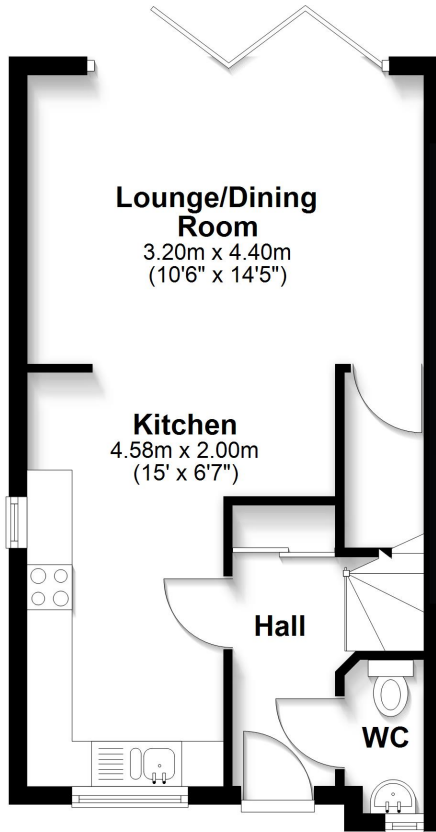 Lounge/Dining
Room
3.20m x 4.40m
(10'6" x 14'5")
Kitchen
4.58m x 2.00m
(15' x 6'7")
Hall
WC